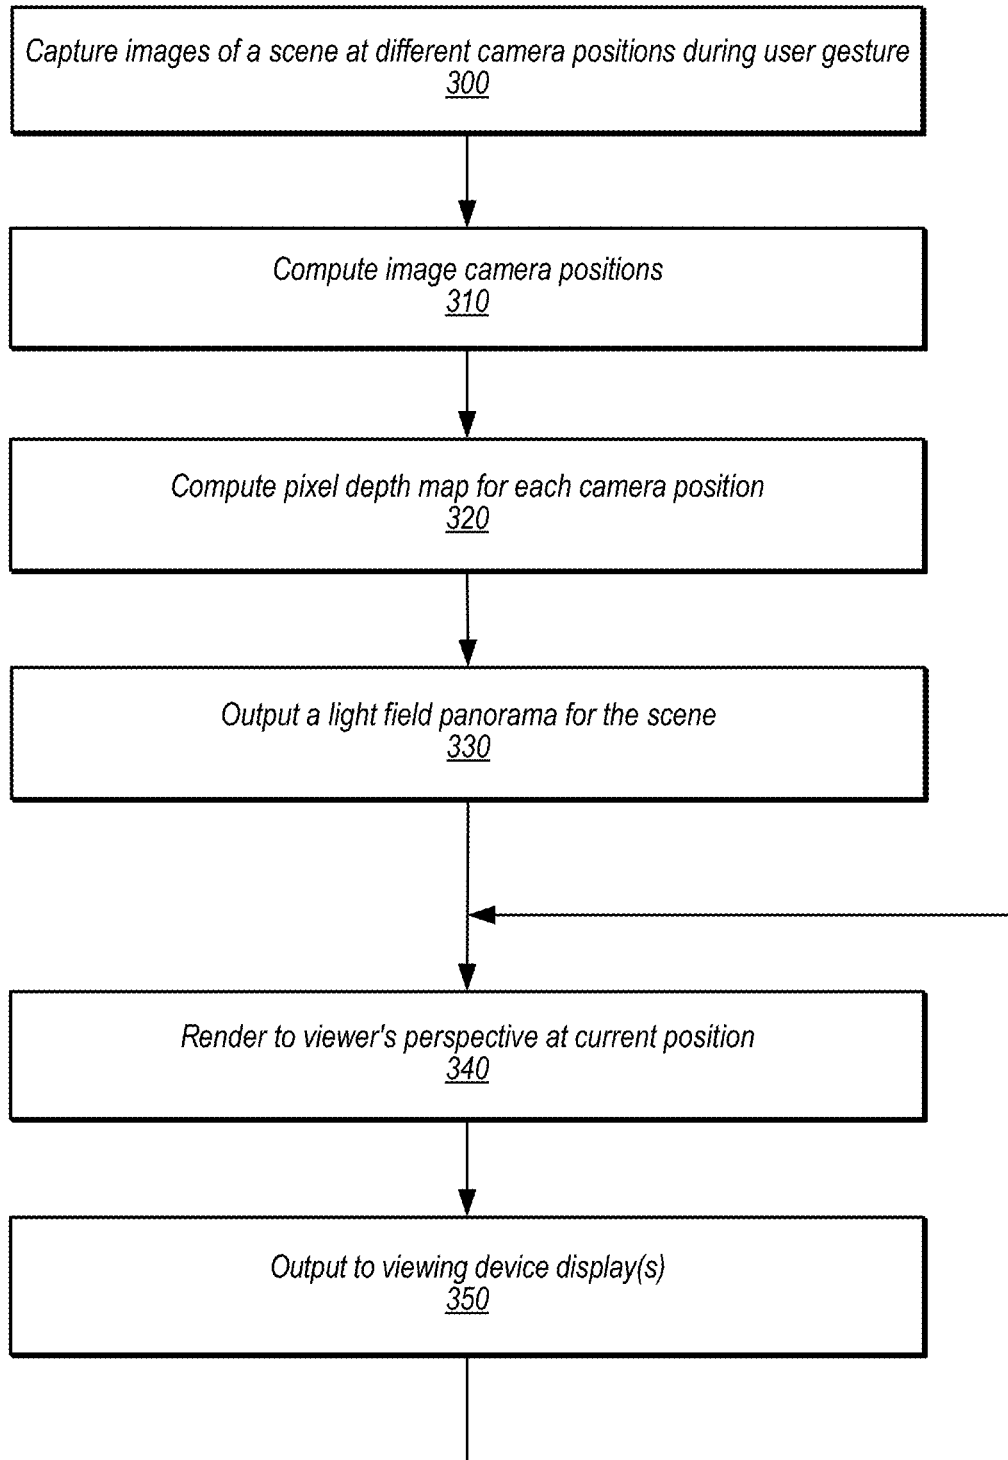 Capture images of a scene at different camera positions during user gesture
300
Compute image camera positions
310
Compute pixel depth map for each camera position
320
Output a light field panorama for the scene
330
Render to viewer's perspective at current position
340
Output to viewing device display(s)
350